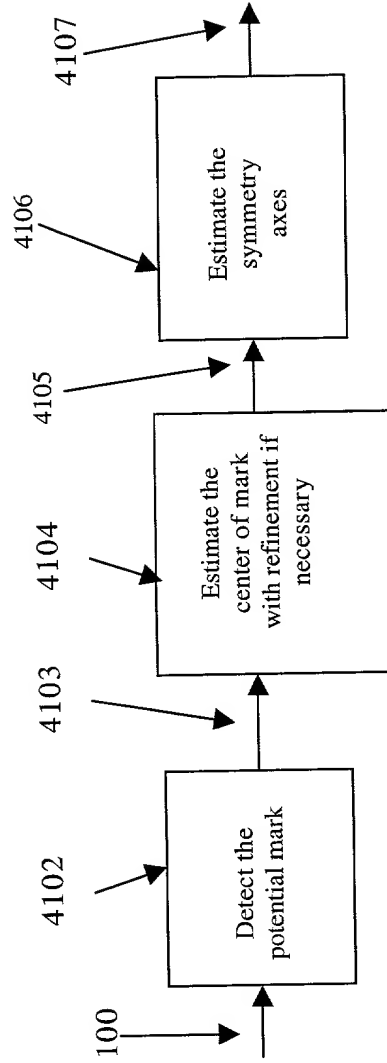 100
4102
Detect the
potential mark
4103
4104
Estimate the
center of mark
with refinement if
necessary
4105
4106
Estimate the
symmetry
axes
4107